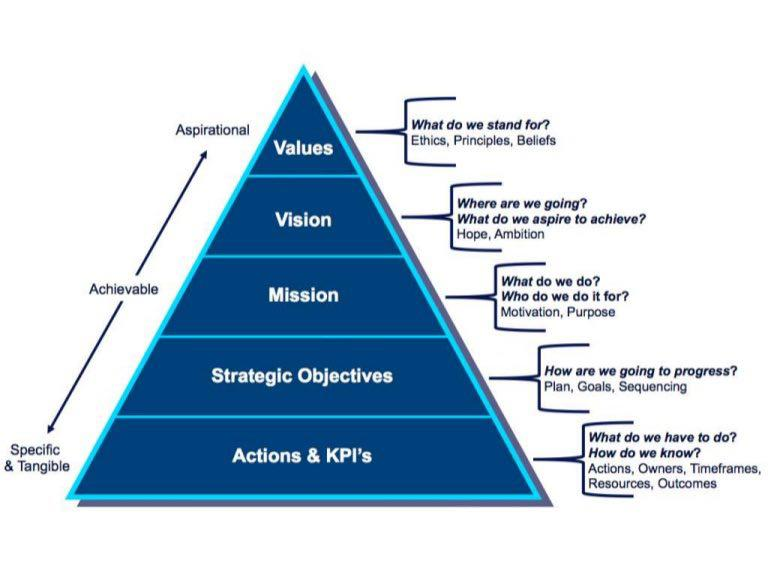 Aspirational
Values
What do we stand for?
Ethics, Principles, Beliefs
Vision
Where are we going?
What do we aspire to achieve?
Hope, Ambition
Achievable
Mission
What do we do?
Who do we do it for?
Motivation, Purpose
Strategic Objectives
How are we going to progress?
Plan, Goals, Sequencing
Specific
& Tangible
Actions & KPI's
What do we have to do?
How do we know?
Actions, Owners, Timeframes,
Resources, Outcomes